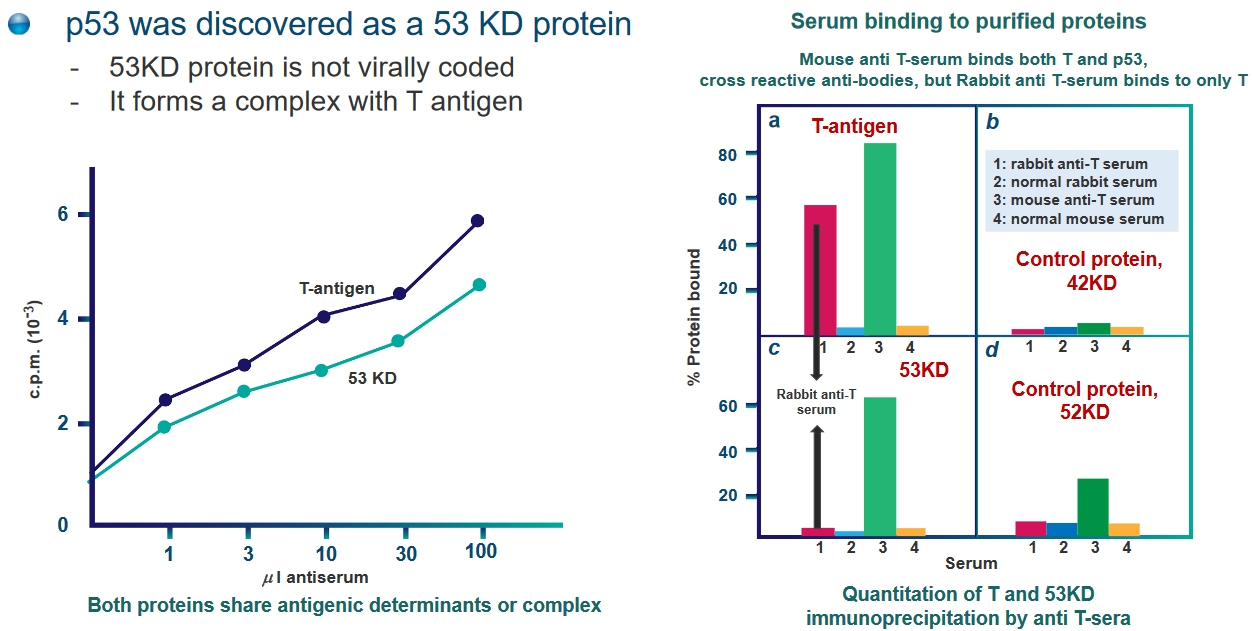 p53 was discovered as a 53 KD protein
- 53KD protein is not virally coded
- It forms a complex with T antigen
6
4
2
0
c.p.m. (10⁻³)
T-antigen
53 KD
1 3 10 30 100
μl antiserum
Both proteins share antigenic determinants or complex
Serum binding to purified proteins
Mouse anti T-serum binds both T and p53,
cross reactive anti-bodies, but Rabbit anti T-serum binds to only T
% Protein bound
a
T-antigen
80
60
40
20
1 2 3 4
b
1: rabbit anti-T serum
2: normal rabbit serum
3: mouse anti-T serum
4: normal mouse serum
Control protein,
42KD
1 2 3 4
c
53KD
Rabbit anti-T
serum
60
40
20
1 2 3 4
d
Control protein,
52KD
1 2 3 4
Serum
Quantitation of T and 53KD
immunoprecipitation by anti T-sera